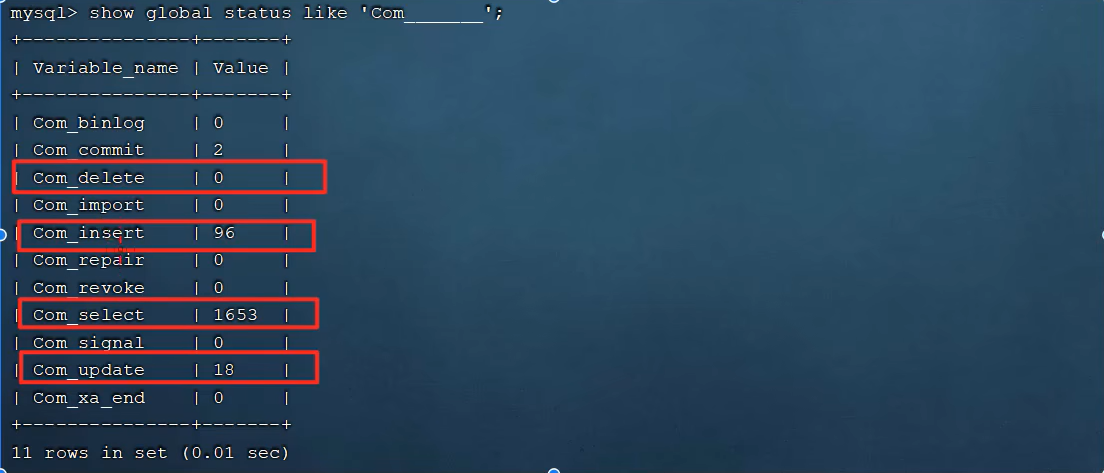 mysql> show global status like 'Com_______';
+---------------+-------+
| Variable_name | Value |
+---------------+-------+
| Com_binlog    | 0     |
| Com_commit    | 2     |
| Com_delete    | 0     |
| Com_import    | 0     |
| Com_insert    | 96    |
| Com_repair    | 0     |
| Com_revoke    | 0     |
| Com_select    | 1653  |
| Com_signal    | 0     |
| Com_update    | 18    |
| Com_xa_end    | 0     |
+---------------+-------+
11 rows in set (0.01 sec)